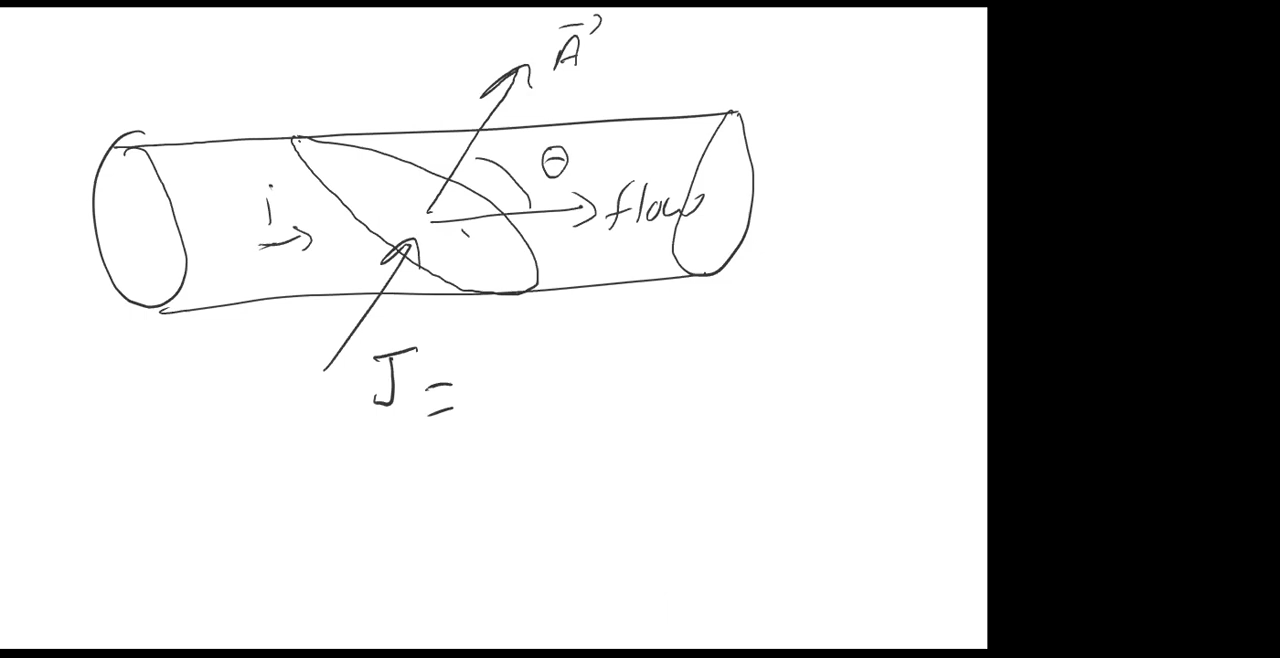 A⃗
θ
i
flow
J =